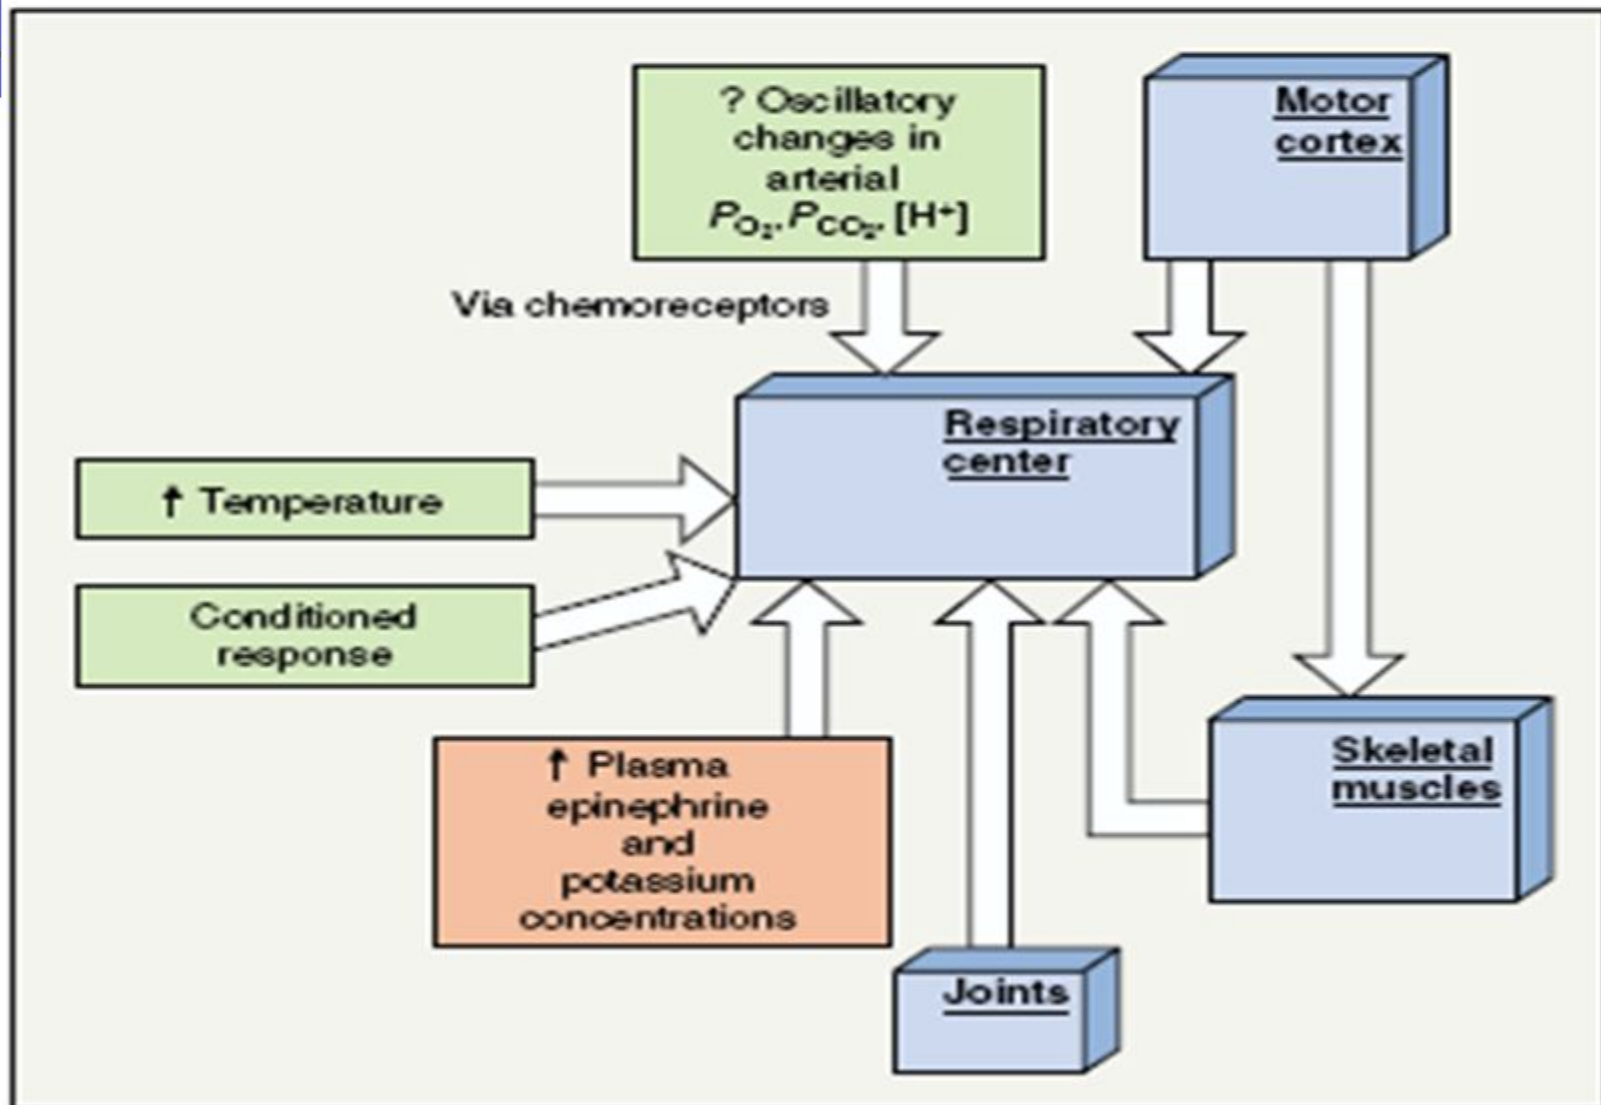 ? Oscillatory
changes in
arterial
PO₂, PCO₂, [H⁺]
Motor
cortex
Via chemoreceptors
Respiratory
center
↑ Temperature
Conditioned
response
↑ Plasma
epinephrine
and
potassium
concentrations
Skeletal
muscles
Joints